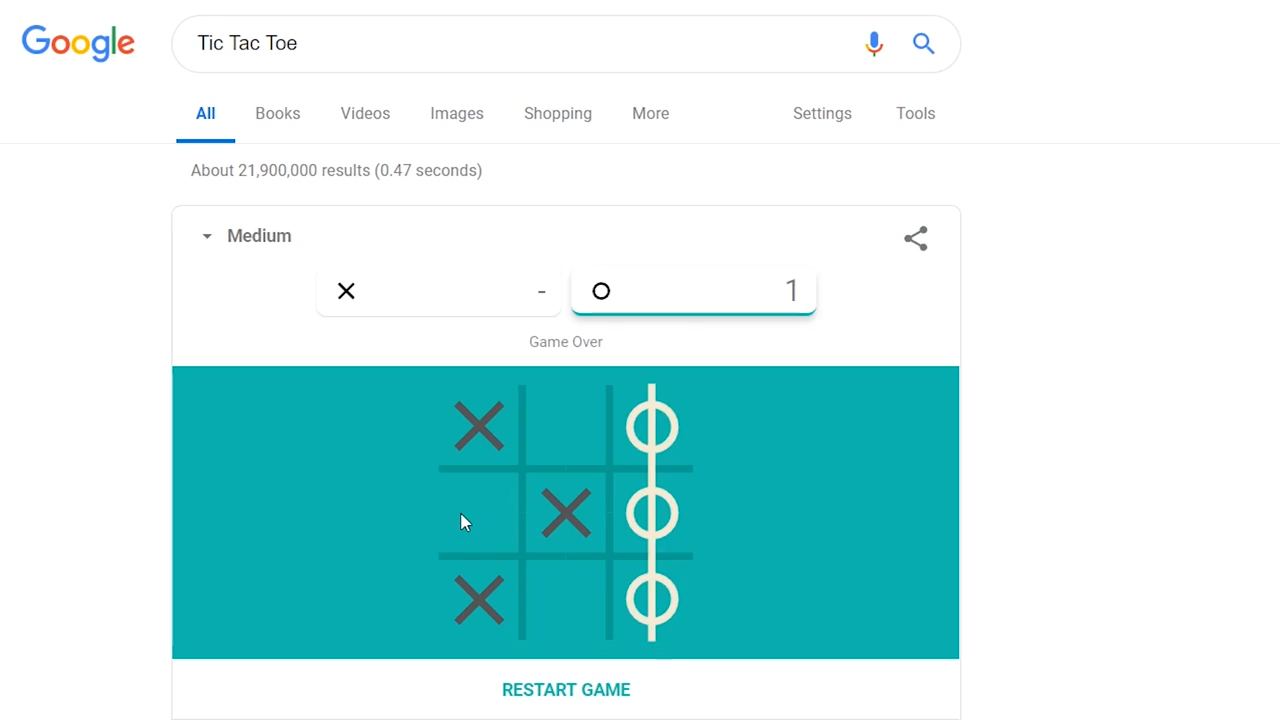 Google
Tic Tac Toe
All Books Videos Images Shopping More Settings Tools
About 21,900,000 results (0.47 seconds)
Medium
- 1
Game Over
RESTART GAME